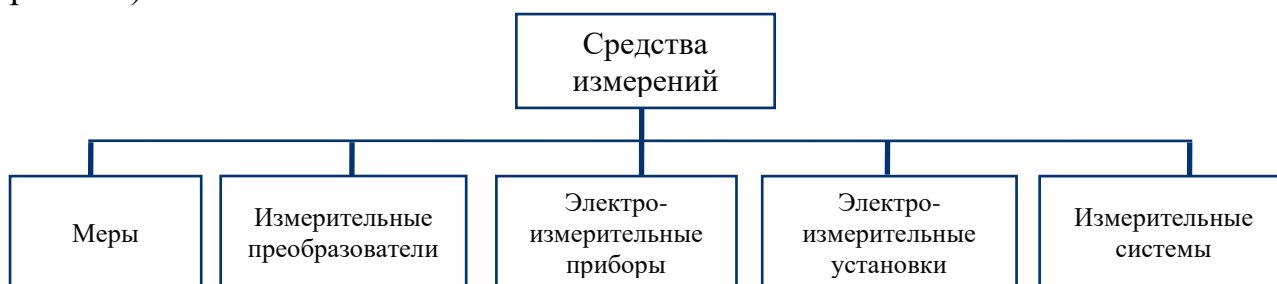 Средства
измерений
Меры
Измерительные
преобразователи
Электро-
измерительные
приборы
Электро-
измерительные
установки
Измерительные
системы